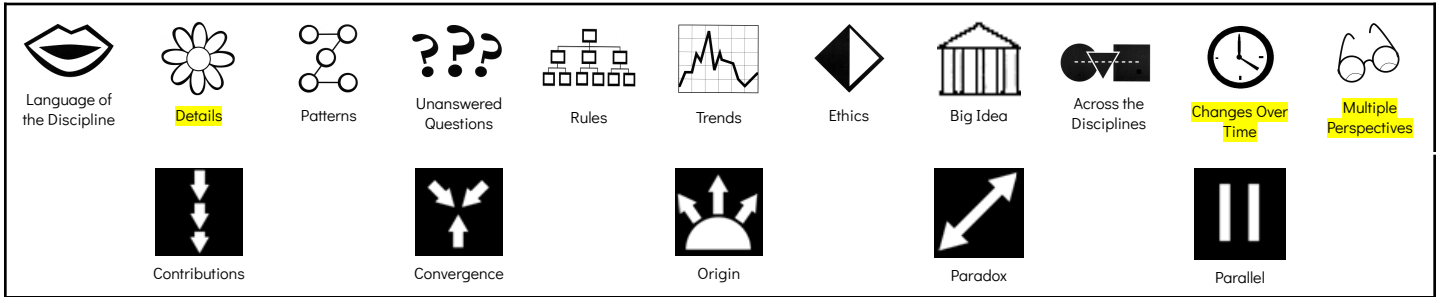 Language of
the Discipline
Details
Patterns
Unanswered
Questions
Rules
Trends
Ethics
Big Idea
Across the
Disciplines
Changes Over
Time
Multiple
Perspectives
Contributions
Convergence
Origin
Paradox
Parallel